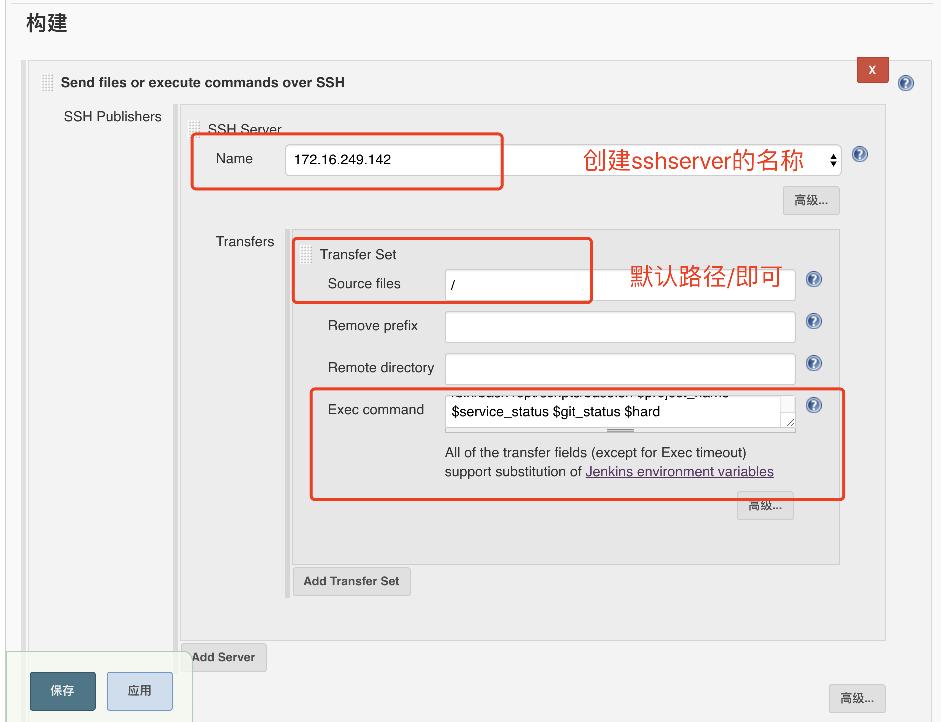 构建
Send files or execute commands over SSH
X
SSH Publishers
SSH Server
Name
172.16.249.142
创建sshserver的名称
高级...
Transfers
Transfer Set
Source files
/
默认路径/即可
Remove prefix
Remote directory
Exec command
$service_status $git_status $hard
All of the transfer fields (except for Exec timeout)
support substitution of Jenkins environment variables
高级...
Add Transfer Set
Add Server
保存
应用
高级...